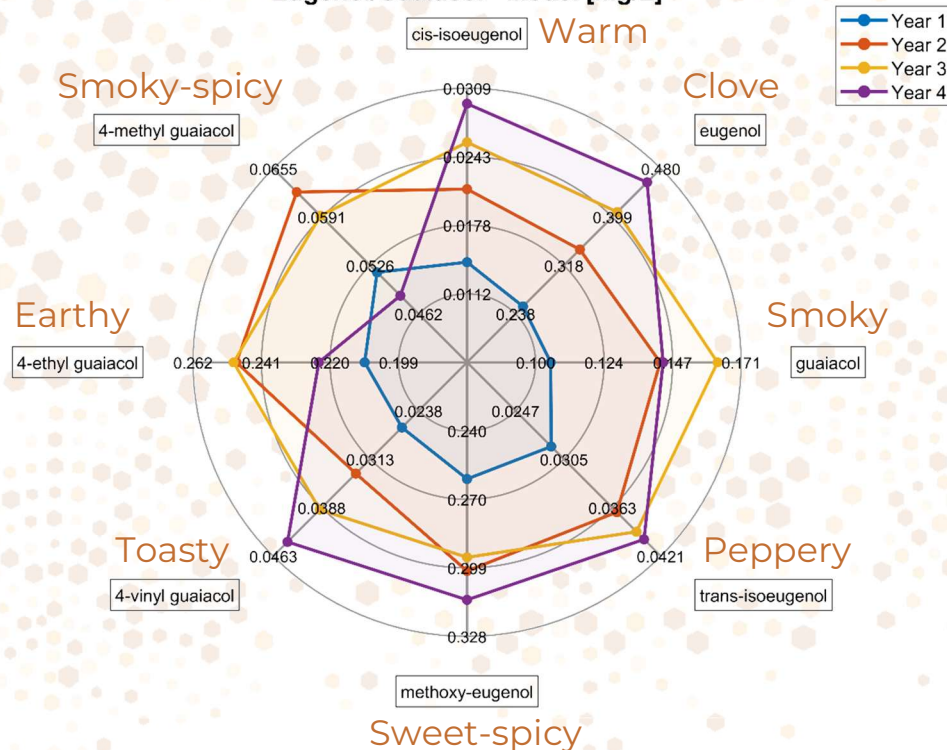 cis-isoeugenol Warm
Year 1
Year 2
Year 3
Year 4
Smoky-spicy
4-methyl guaiacol
Clove
eugenol
0.0309
0.0243
0.0178
0.0112
0.480
0.399
0.318
0.238
0.0655
0.0591
0.0526
0.0462
Earthy
4-ethyl guaiacol
0.262
0.241
0.220
0.199
0.100
0.124
0.147
0.171
Smoky
guaiacol
0.0238
0.0313
0.0388
0.0463
0.240
0.270
0.299
0.328
0.0247
0.0305
0.0363
0.0421
Toasty
4-vinyl guaiacol
Peppery
trans-isoeugenol
methoxy-eugenol
Sweet-spicy